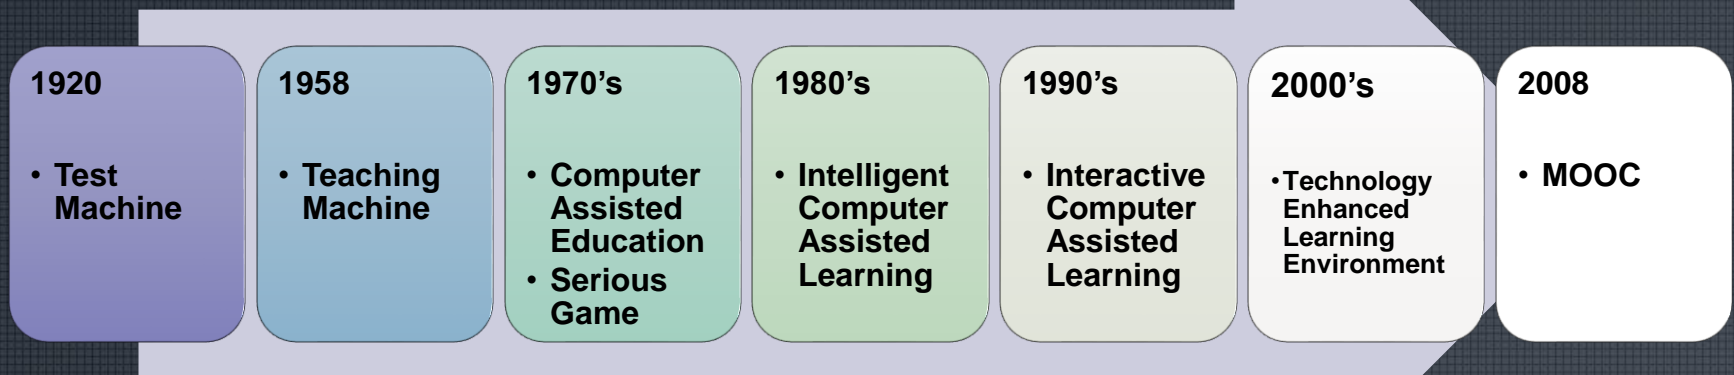 1920
• Test
Machine
1958
• Teaching
Machine
1970’s
• Computer
Assisted
Education
• Serious
Game
1980’s
• Intelligent
Computer
Assisted
Learning
1990’s
• Interactive
Computer
Assisted
Learning
2000’s
•Technology
Enhanced
Learning
Environment
2008
• MOOC